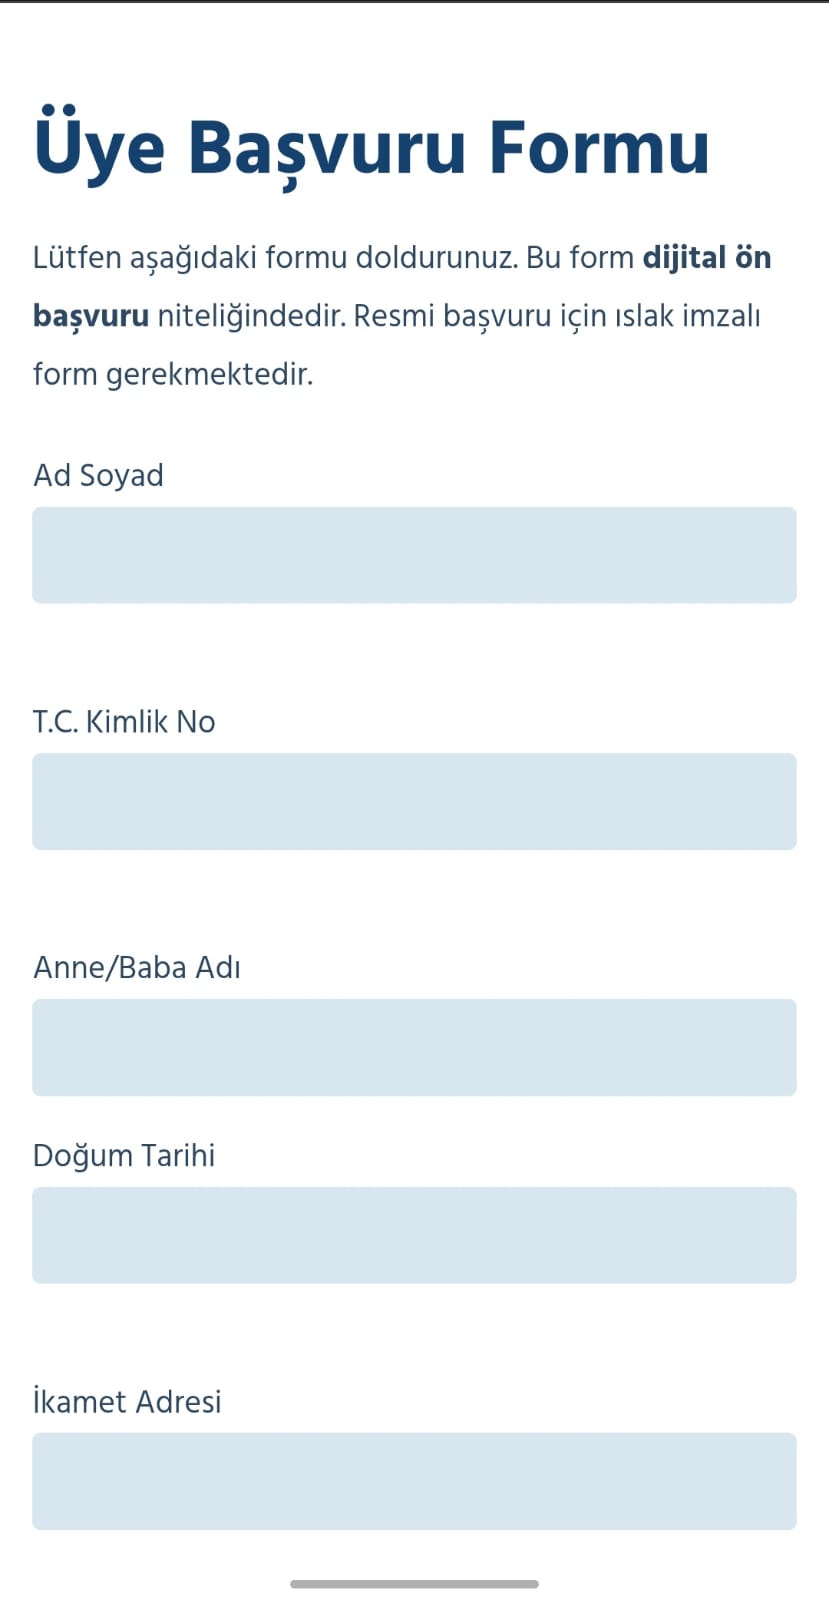 Üye Başvuru Formu
Lütfen aşağıdaki formu doldurunuz. Bu form dijital ön
başvuru niteliğindedir. Resmi başvuru için ıslak imzalı
form gerekmektedir.
Ad Soyad
T.C. Kimlik No
Anne/Baba Adı
Doğum Tarihi
İkamet Adresi